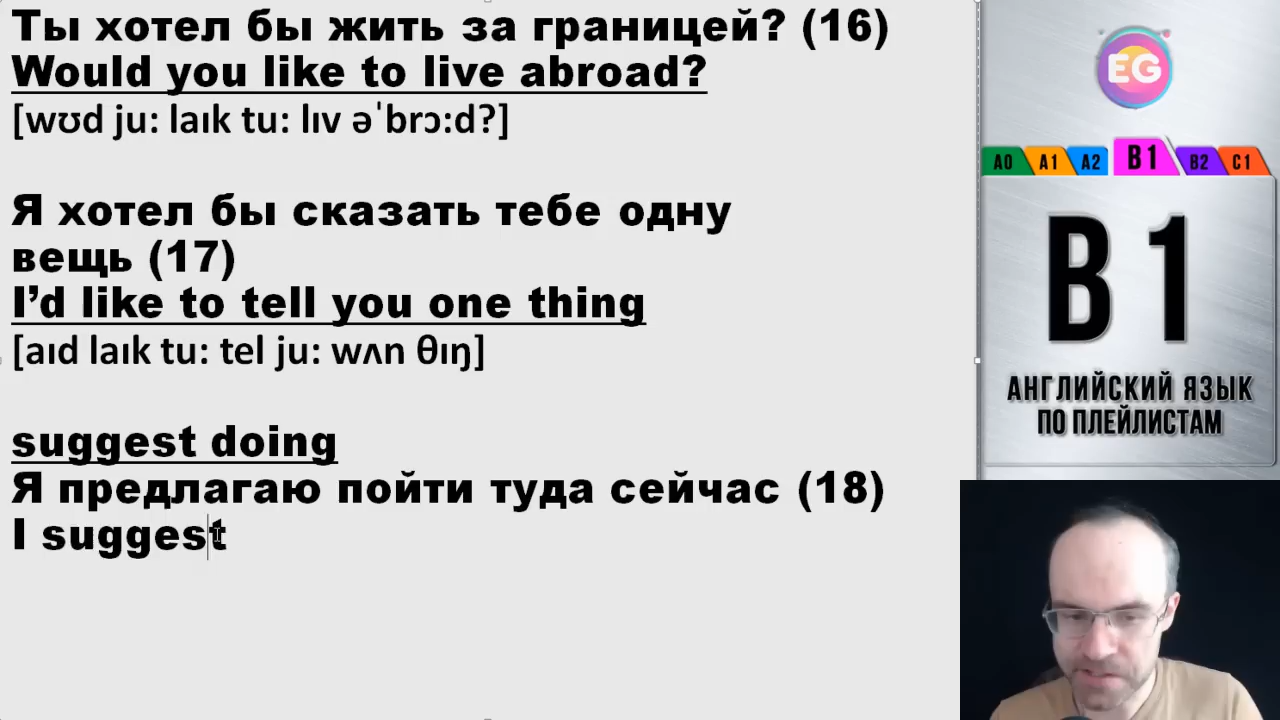 Ты хотел бы жить за границей? (16)
Would you like to live abroad?
[wʊd ju: laɪk tu: lɪv əˈbrɔ:d?]
Я хотел бы сказать тебе одну
вещь (17)
I’d like to tell you one thing
[aɪd laɪk tu: tel ju: wʌn θɪŋ]
suggest doing
Я предлагаю пойти туда сейчас (18)
I suggest
EG
A0 A1 A2 B1 B2 C1
B1
АНГЛИЙСКИЙ ЯЗЫК
ПО ПЛЕЙЛИСТАМ